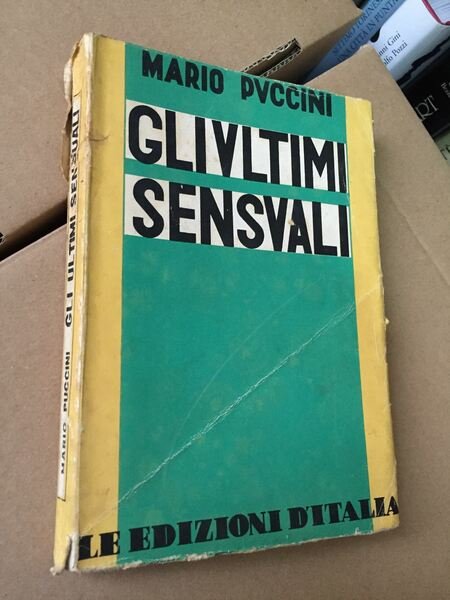 MARIO PVCCINI
GLI VLTIMI
SENSVALI
LE EDIZIONI D'ITALIA
MARIO PUCCINI GLI ULTIMI SENSUALI